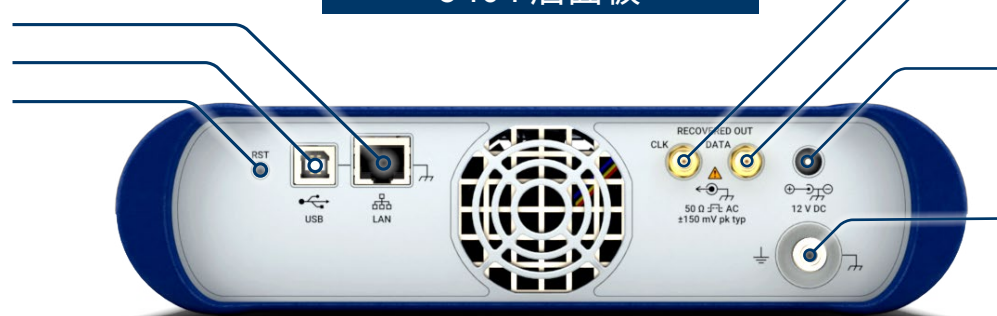 RST
USB
LAN
RECOVERED OUT
CLK DATA
50 Ω AC
±150 mV pk typ
12 V DC